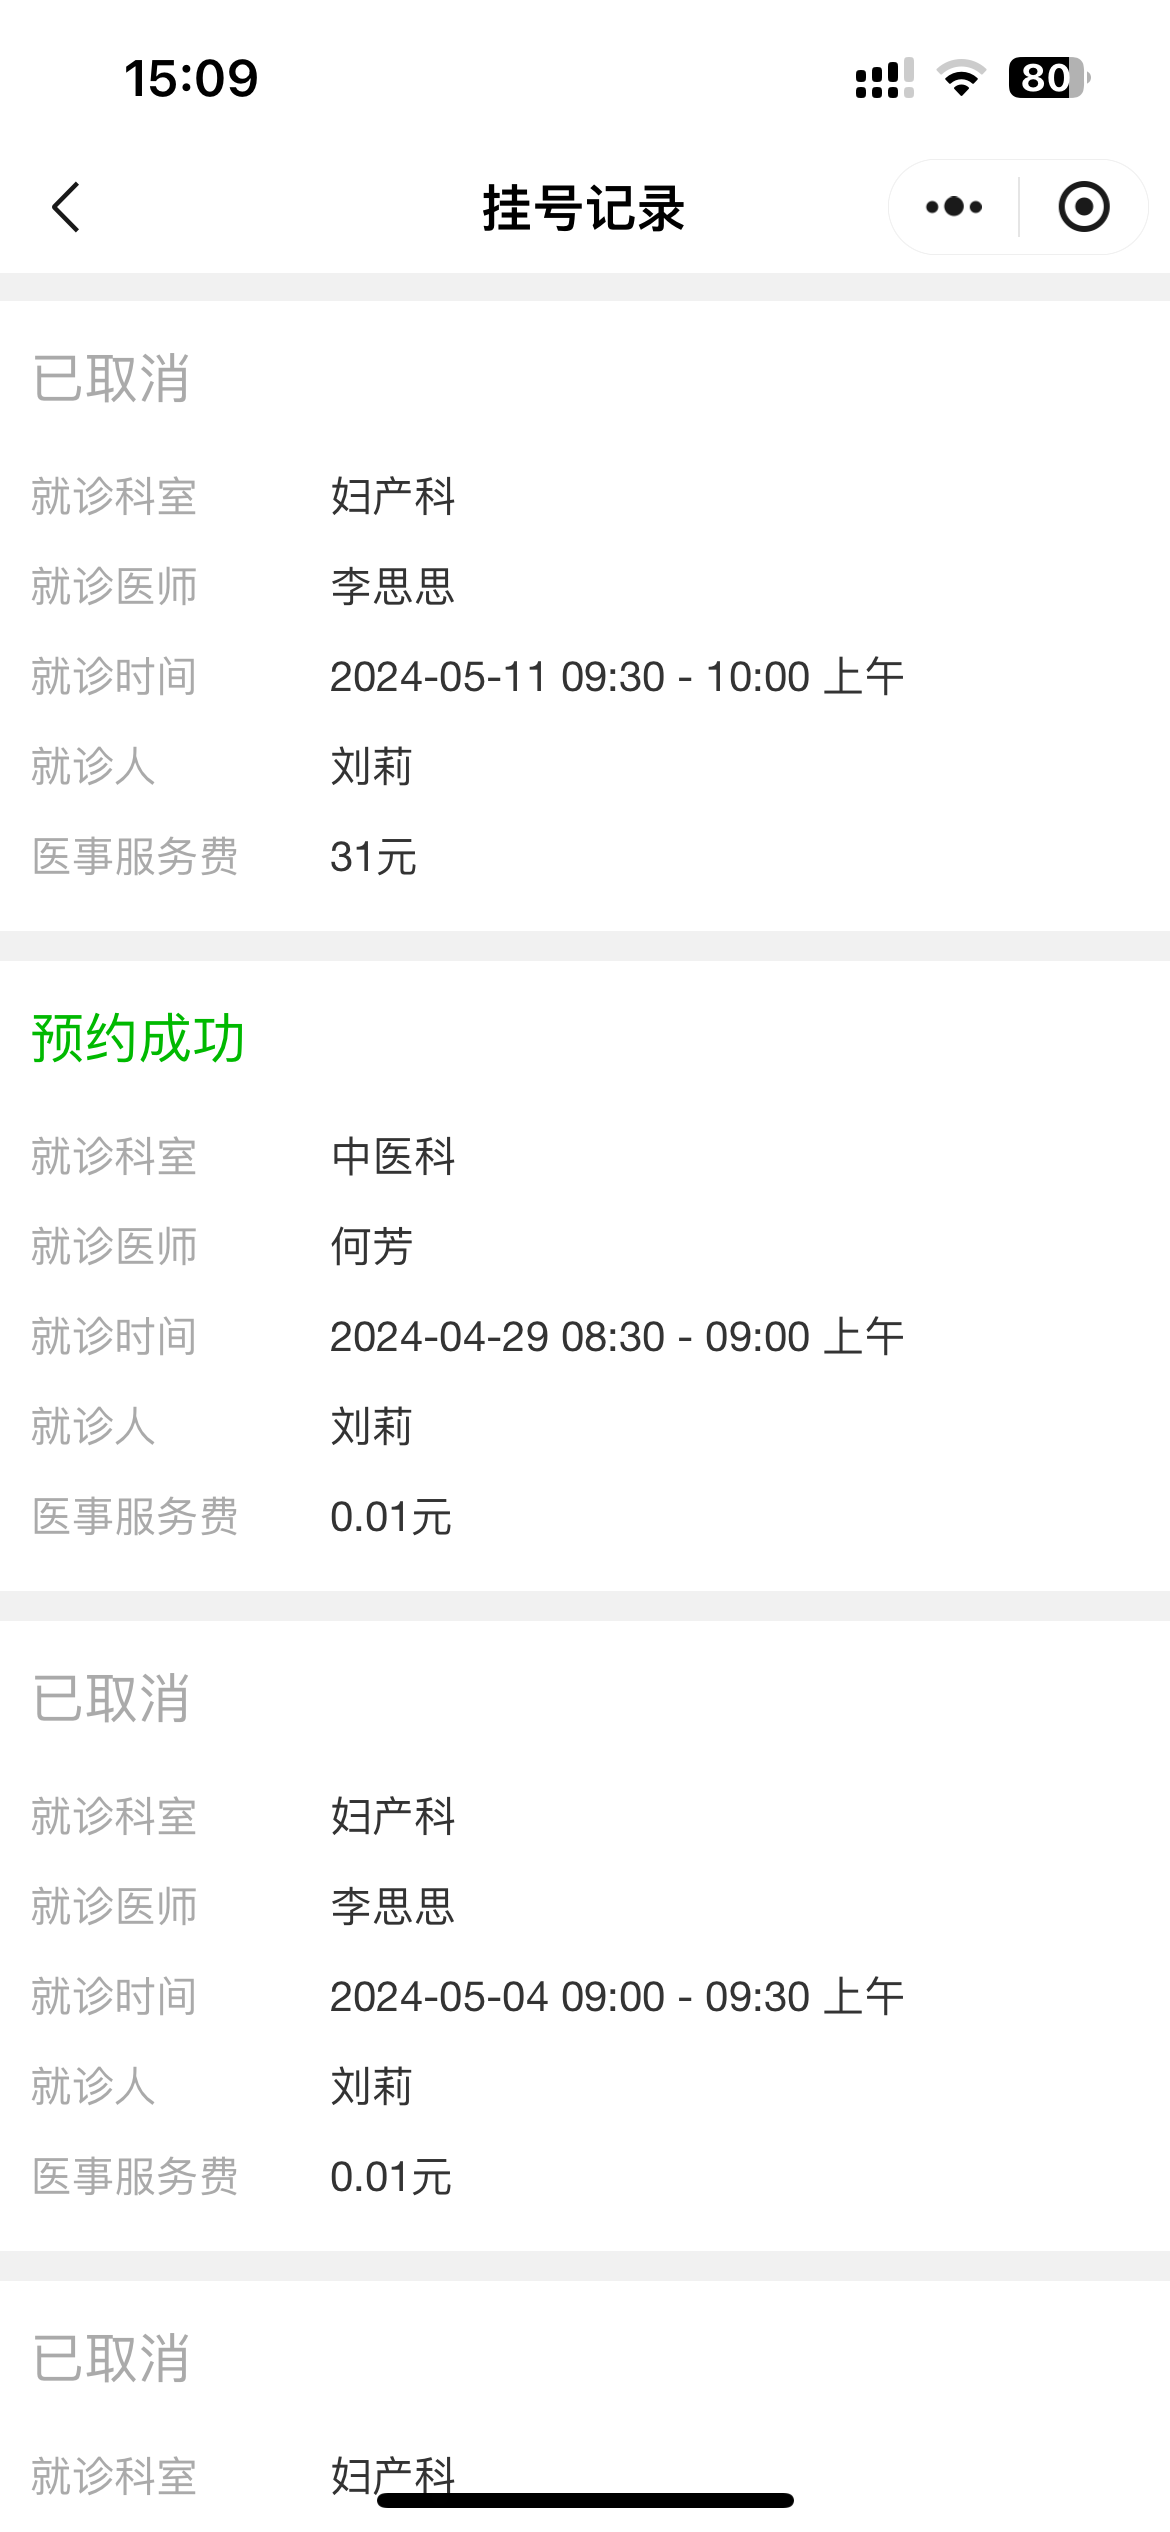 15:09
80
挂号记录
已取消
就诊科室 妇产科
就诊医师 李思思
就诊时间 2024-05-11 09:30 - 10:00 上午
就诊人 刘莉
医事服务费 31元
预约成功
就诊科室 中医科
就诊医师 何芳
就诊时间 2024-04-29 08:30 - 09:00 上午
就诊人 刘莉
医事服务费 0.01元
已取消
就诊科室 妇产科
就诊医师 李思思
就诊时间 2024-05-04 09:00 - 09:30 上午
就诊人 刘莉
医事服务费 0.01元
已取消
就诊科室 妇产科